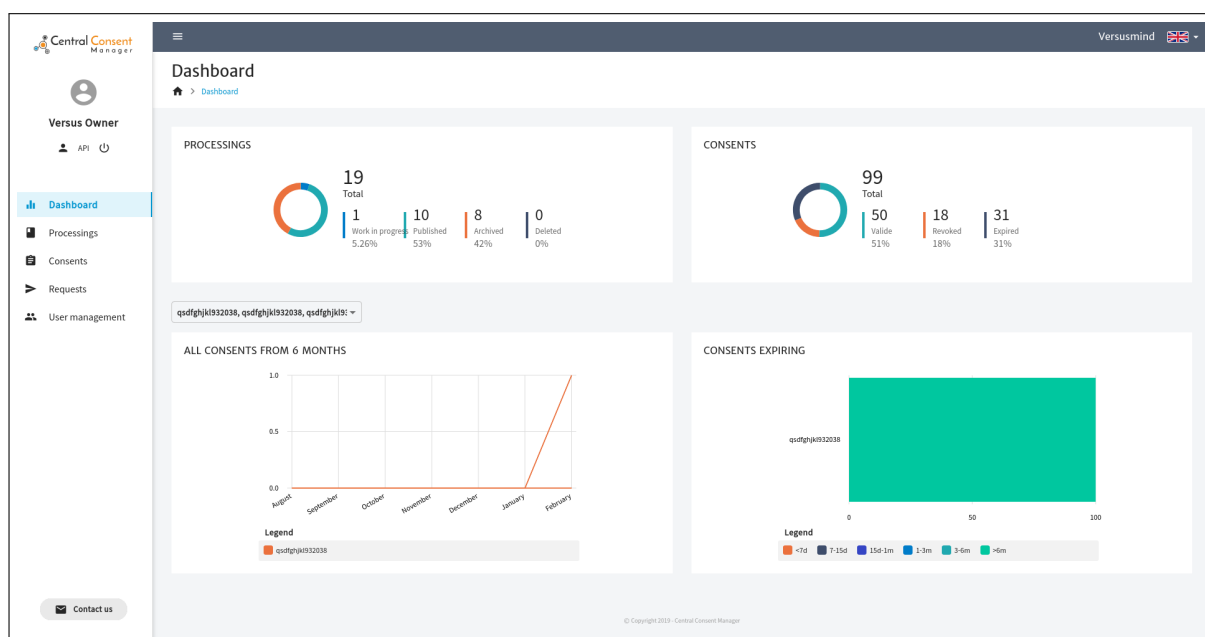 Central Consent
Manager
Versusmind
Dashboard
Dashboard
Versus Owner
API
Dashboard
Processings
Consents
Requests
User management
Contact us
PROCESSINGS
19
Total
1
Work in progress
5.26%
10
Published
53%
8
Archived
42%
0
Deleted
0%
CONSENTS
99
Total
50
Valide
51%
18
Revoked
18%
31
Expired
31%
qsdfghjkl932038, qsdfghjkl932038, qsdfghjkl93:
ALL CONSENTS FROM 6 MONTHS
1.0
0.5
0.0
August
September
October
November
December
January
February
Legend
qsdfghjkl932038
CONSENTS EXPIRING
qsdfghjkl932038
0
50
100
Legend
<7d
7-15d
15d-1m
1-3m
3-6m
>6m
© Copyright 2019 - Central Consent Manager